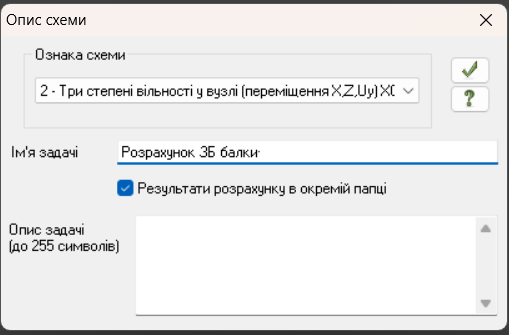 Опис схеми
Ознака схеми
2 - Три степені вільності у вузлі (переміщення X,Z,Uy) X0
Ім'я задачі
Розрахунок ЗБ балки
Результати розрахунку в окремій папці
Опис задачі
(до 255 символів)